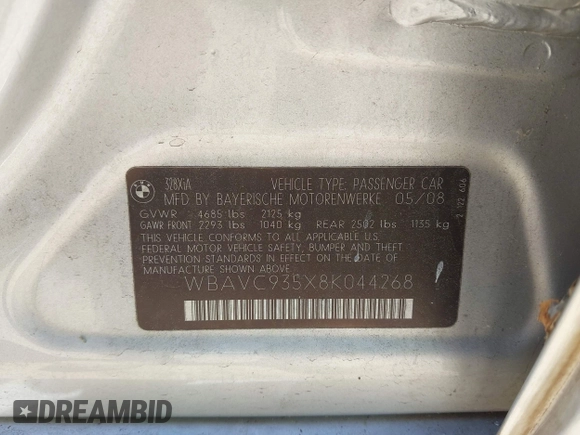 BMW
328XiA
VEHICLE TYPE: PASSENGER CAR
MFD BY BAYERISCHE MOTORENWERKE 05/08
GVWR 4685 lbs 2125 kg
GAWR FRONT 2293 lbs 1040 kg REAR 2502 lbs 1135 kg
THIS VEHICLE CONFORMS TO ALL APPLICABLE
U.S. FEDERAL MOTOR VEHICLE SAFETY, BUMPER AND THEFT
PREVENTION STANDARDS IN EFFECT ON THE DATE
OF MANUFACTURE SHOWN ABOVE.
WBAVC935X8K044268
DREAMBID